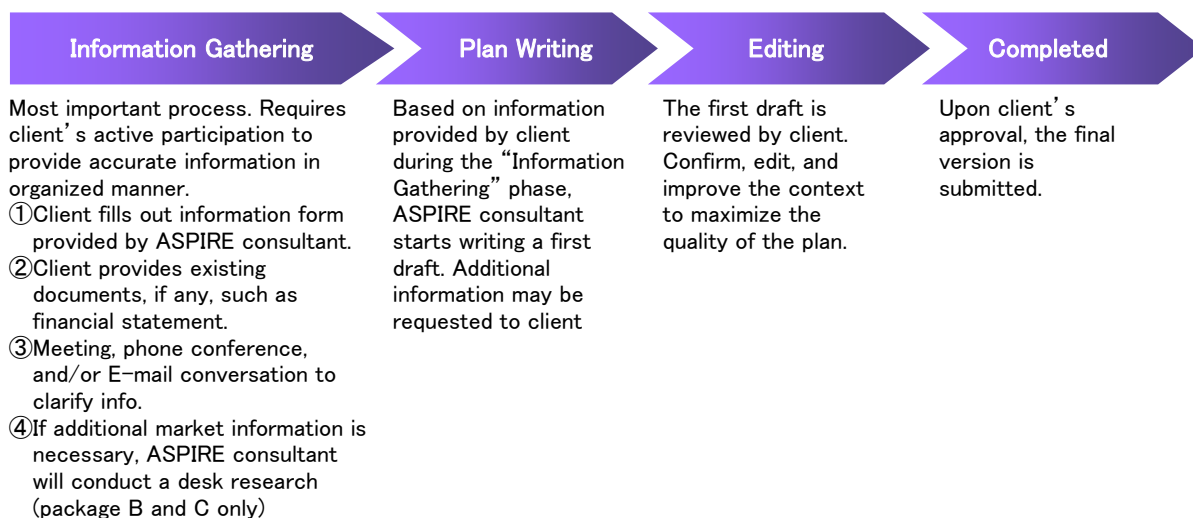 Information Gathering
Plan Writing
Editing
Completed
Most important process. Requires
client’s active participation to
provide accurate information in
organized manner.
①Client fills out information form
provided by ASPIRE consultant.
②Client provides existing
documents, if any, such as
financial statement.
③Meeting, phone conference,
and/or E-mail conversation to
clarify info.
④If additional market information is
necessary, ASPIRE consultant
will conduct a desk research
(package B and C only)
Based on information
provided by client
during the “Information
Gathering” phase,
ASPIRE consultant
starts writing a first
draft. Additional
information may be
requested to client
The first draft is
reviewed by client.
Confirm, edit, and
improve the context
to maximize the
quality of the plan.
Upon client’s
approval, the final
version is
submitted.